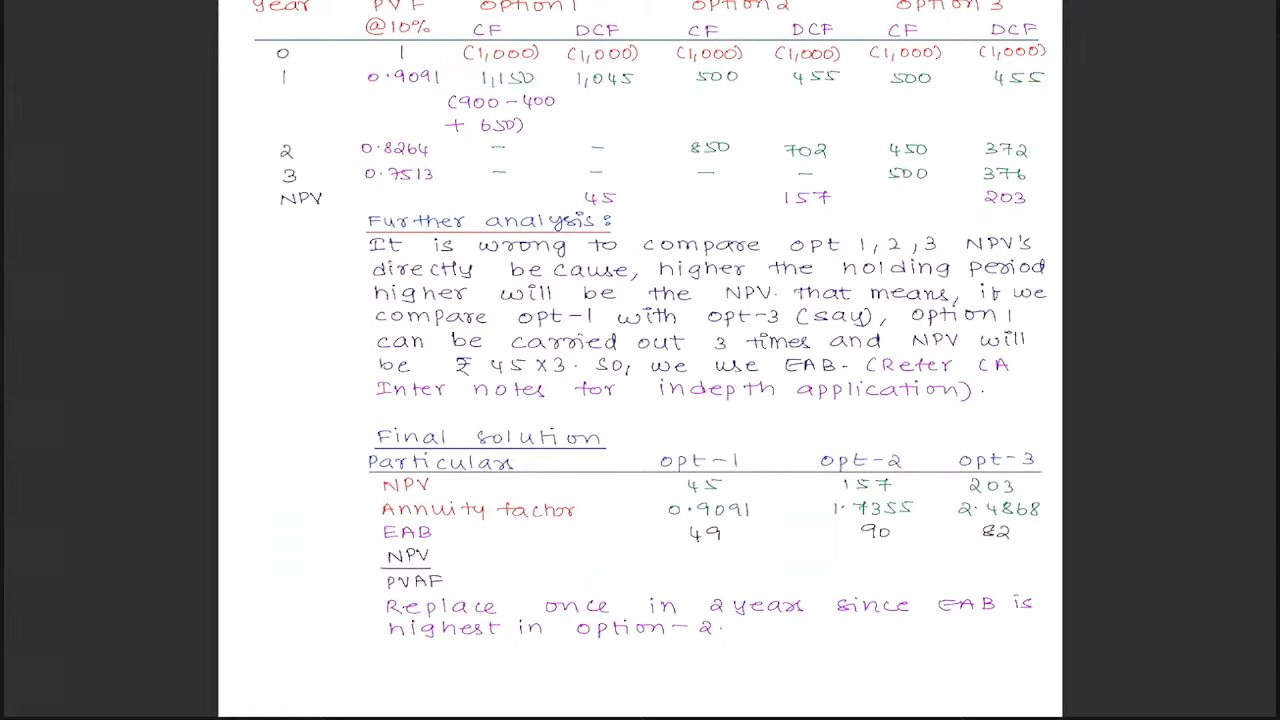 Year PVF Option 1 Option 2 Option 3
@10% CF DCF CF DCF CF DCF
0 1 (1,000) (1,000) (1,000) (1,000) (1,000) (1,000)
1 0.9091 1,150 1,045 500 455 500 455
(900 - 400
+ 650)
2 0.8264 - - 850 702 450 372
3 0.7513 - - - - 500 376
NPV 45 157 203
Further analysis:
It is wrong to compare opt 1, 2, 3 NPV's
directly because, higher the holding period
higher will be the NPV. That means, if we
compare opt-1 with opt-3 (say), option 1
can be carried out 3 times and NPV will
be ₹ 45 x 3. So, we use EAB. (Refer CA
Inter notes for indepth application).
Final solution
Particulars opt-1 opt-2 opt-3
NPV 45 157 203
Annuity factor 0.9091 1.7355 2.4868
EAB 49 90 82
NPV
PVAF
Replace once in 2 years since EAB is
highest in option-2.